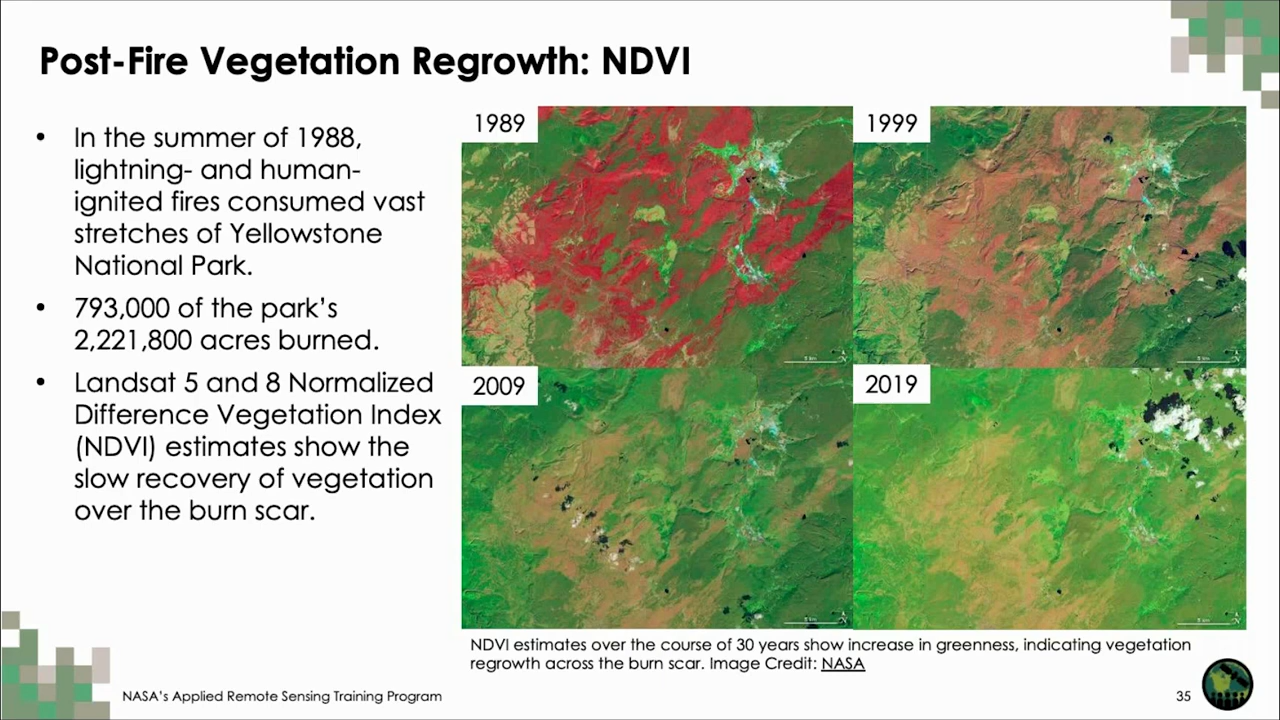 Post-Fire Vegetation Regrowth: NDVI
• In the summer of 1988,
lightning- and human-
ignited fires consumed vast
stretches of Yellowstone
National Park.
• 793,000 of the park's
2,221,800 acres burned.
• Landsat 5 and 8 Normalized
Difference Vegetation Index
(NDVI) estimates show the
slow recovery of vegetation
over the burn scar.
1989
1999
2009
2019
NDVI estimates over the course of 30 years show increase in greenness, indicating vegetation
regrowth across the burn scar. Image Credit: NASA
NASA's Applied Remote Sensing Training Program
35